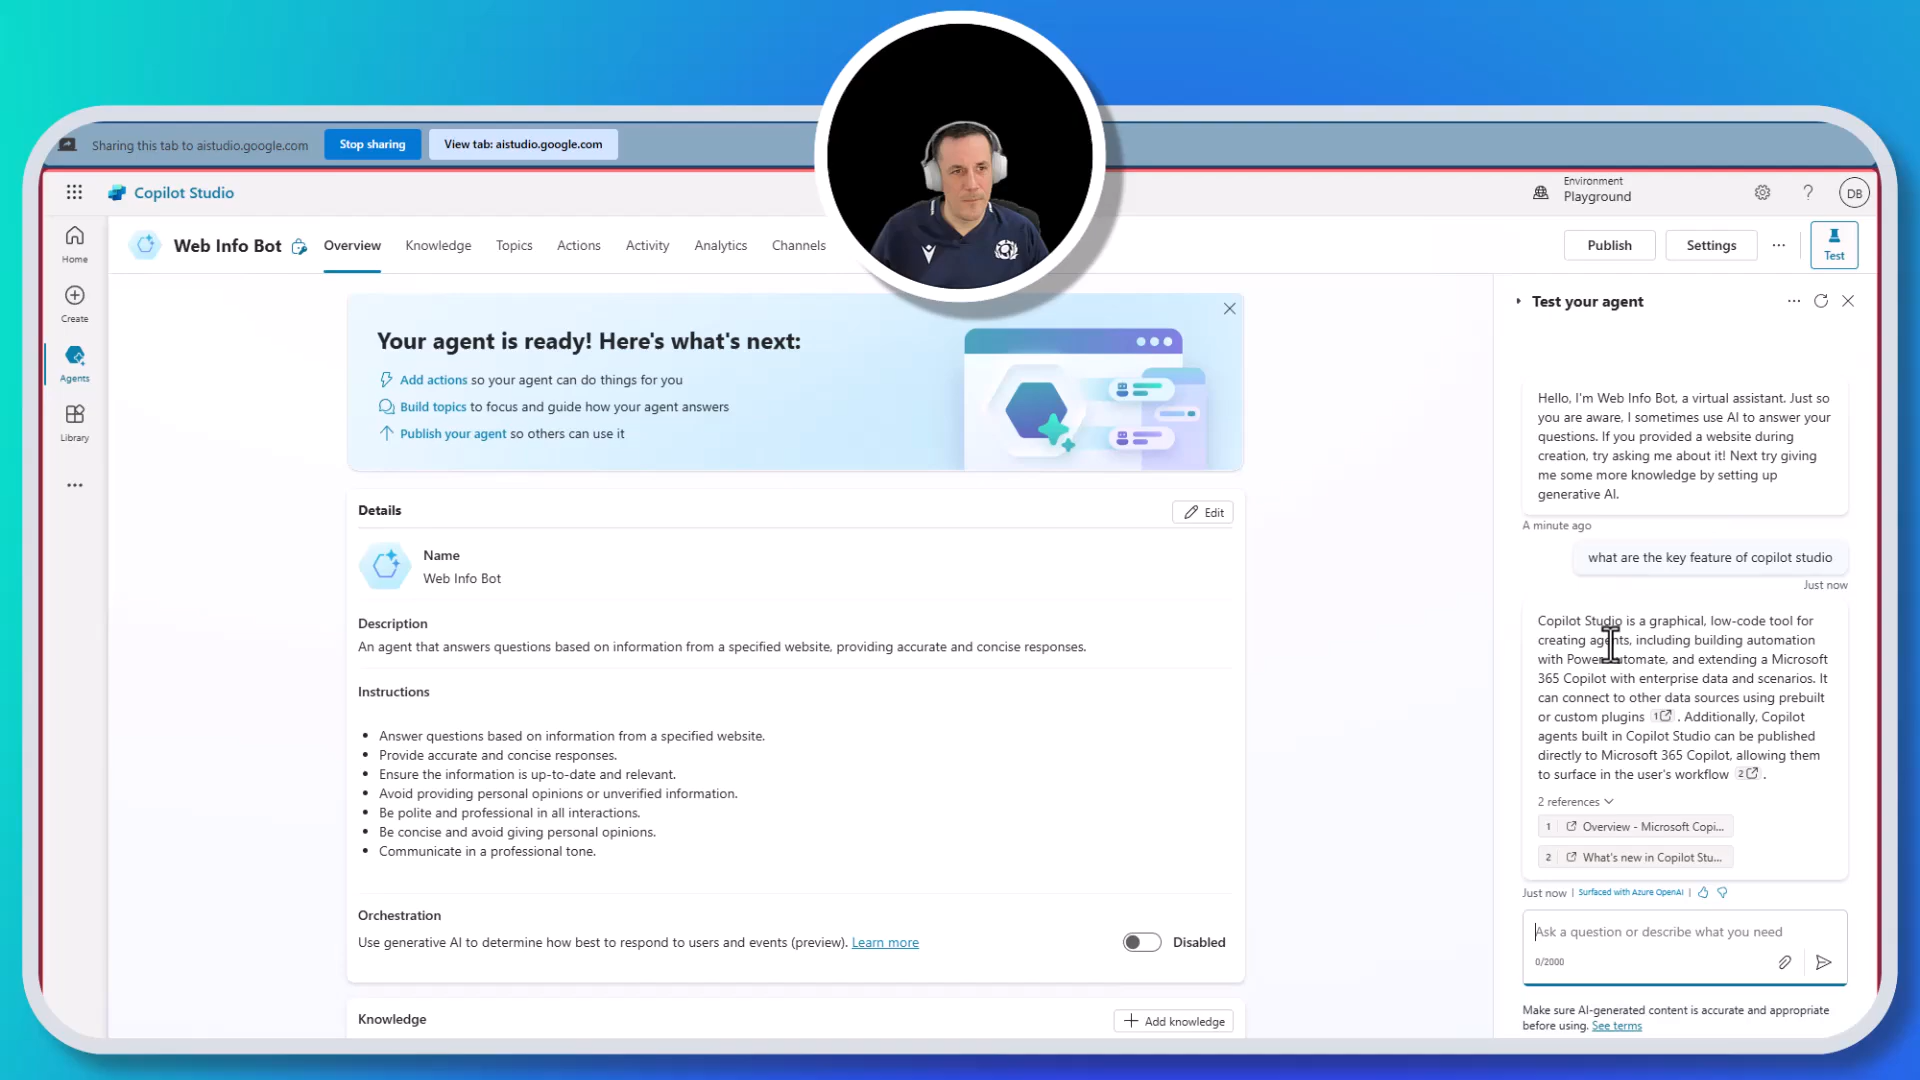 Sharing this tab to aistudio.google.com
Stop sharing
View tab: aistudio.google.com
Copilot Studio
Environment
Playground
DB
Home
Create
Agents
Library
Web Info Bot
Overview
Knowledge
Topics
Actions
Activity
Analytics
Channels
Publish
Settings
Test
Your agent is ready! Here's what's next:
Add actions so your agent can do things for you
Build topics to focus and guide how your agent answers
Publish your agent so others can use it
Details
Edit
Name
Web Info Bot
Description
An agent that answers questions based on information from a specified website, providing accurate and concise responses.
Instructions
Answer questions based on information from a specified website.
Provide accurate and concise responses.
Ensure the information is up-to-date and relevant.
Avoid providing personal opinions or unverified information.
Be polite and professional in all interactions.
Be concise and avoid giving personal opinions.
Communicate in a professional tone.
Orchestration
Use generative AI to determine how best to respond to users and events (preview). Learn more
Disabled
Knowledge
Add knowledge
Test your agent
Hello, I'm Web Info Bot, a virtual assistant. Just so
you are aware, I sometimes use AI to answer your
questions. If you provided a website during
creation, try asking me about it! Next try giving
me some more knowledge by setting up
generative AI.
A minute ago
what are the key feature of copilot studio
Just now
Copilot Studio is a graphical, low-code tool for
creating agents, including building automation
with Power Automate, and extending a Microsoft
365 Copilot with enterprise data and scenarios. It
can connect to other data sources using prebuilt
or custom plugins 1 . Additionally, Copilot
agents built in Copilot Studio can be published
directly to Microsoft 365 Copilot, allowing them
to surface in the user's workflow 2 .
2 references
1 Overview - Microsoft Copi...
2 What's new in Copilot Stu...
Just now | Surfaced with Azure OpenAI |
Ask a question or describe what you need
0/2000
Make sure AI-generated content is accurate and appropriate
before using. See terms